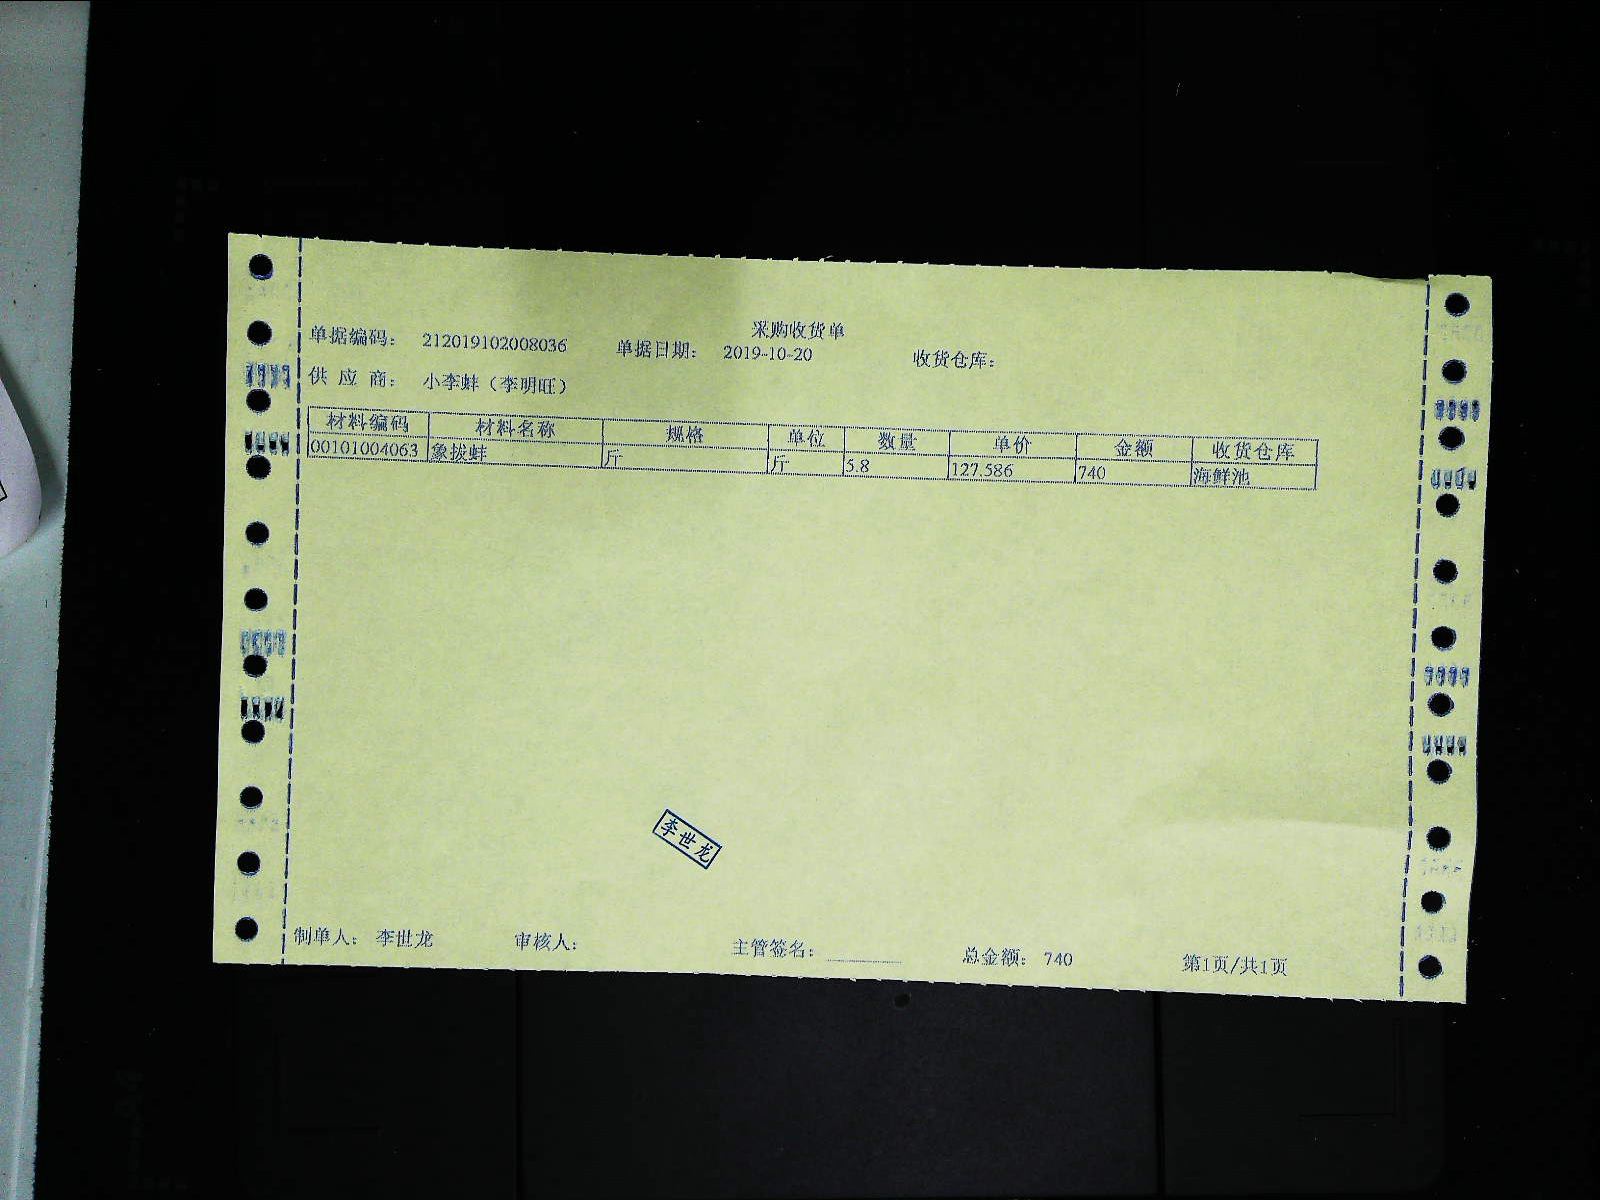 采购收货单
单据编码： 212019102008036 单据日期： 2019-10-20 收货仓库：
供 应 商： 小李蚌（李明旺）
材料编码 材料名称 规格 单位 数量 单价 金额 收货仓库
00101004063 象拔蚌 斤 斤 5.8 127.586 740 海鲜池
李世龙
制单人： 李世龙 审核人： 主管签名： 总金额： 740 第1页/共1页